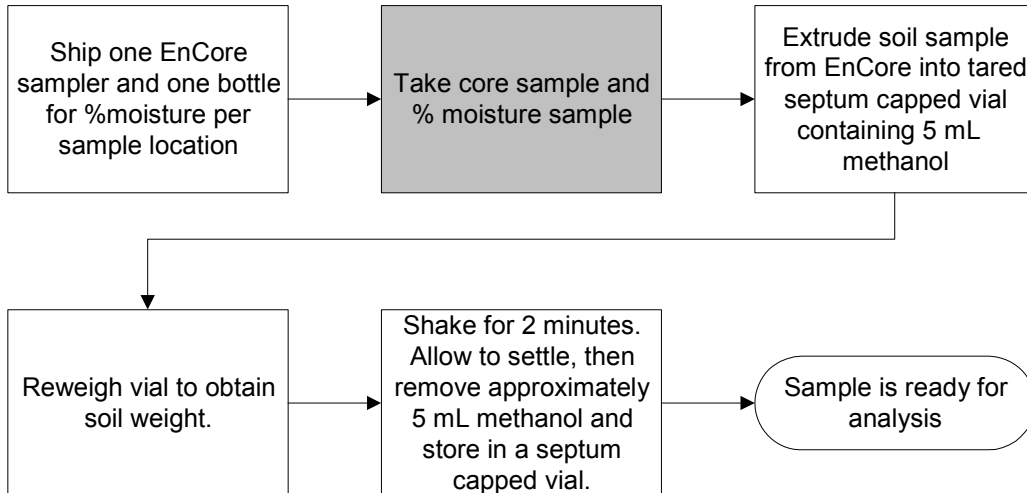 Ship one EnCore
sampler and one bottle
for %moisture per
sample location
Take core sample and
% moisture sample
Extrude soil sample
from EnCore into tared
septum capped vial
containing 5 mL
methanol
Reweigh vial to obtain
soil weight.
Shake for 2 minutes.
Allow to settle, then
remove approximately
5 mL methanol and
store in a septum
capped vial.
Sample is ready for
analysis